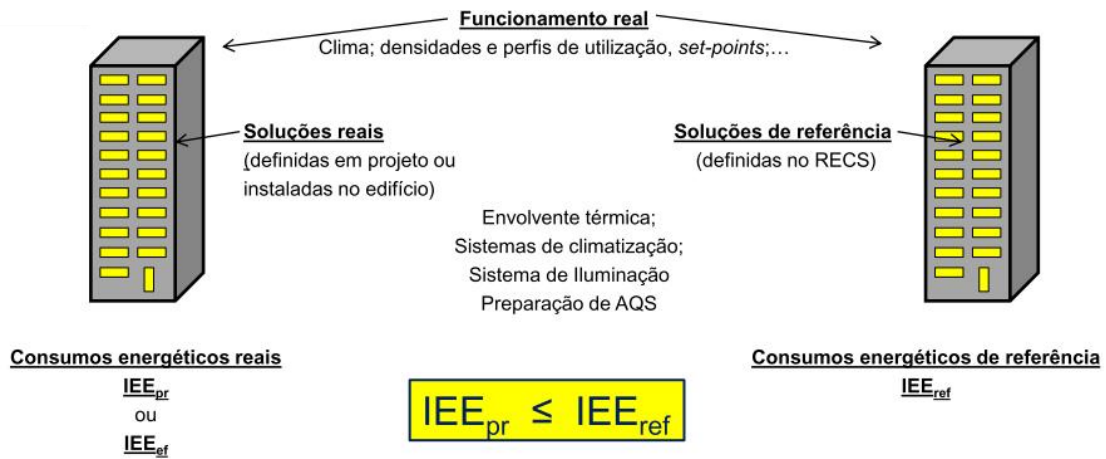 Funcionamento real
Clima; densidades e perfis de utilização, set-points;…
Soluções reais
(definidas em projeto ou
instaladas no edifício)
Soluções de referência
(definidas no RECS)
Envolvente térmica;
Sistemas de climatização;
Sistema de Iluminação
Preparação de AQS
Consumos energéticos reais
IEEpr
ou
IEEef
IEEpr ≤ IEEref
Consumos energéticos de referência
IEEref